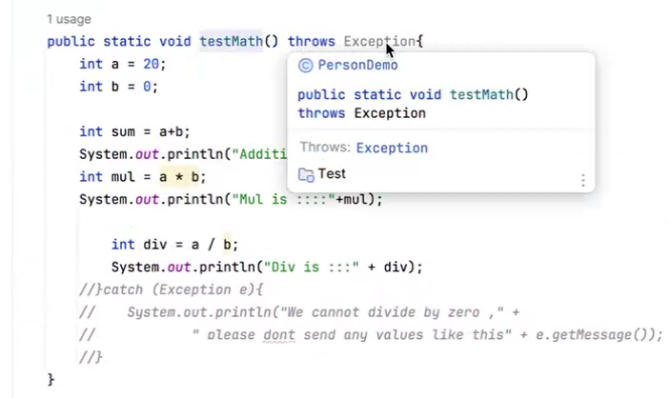 1 usage
public static void testMath() throws Exception{
int a = 20;
int b = 0;
int sum = a+b;
System.out.println("Additi
int mul = a * b;
System.out.println("Mul is ::::"+mul);
int div = a / b;
System.out.println("Div is :::" + div);
//}catch (Exception e){
//    System.out.println("We cannot divide by zero ," +
//            " please dont send any values like this" + e.getMessage());
//}
}
PersonDemo
public static void testMath()
throws Exception
Throws: Exception
Test